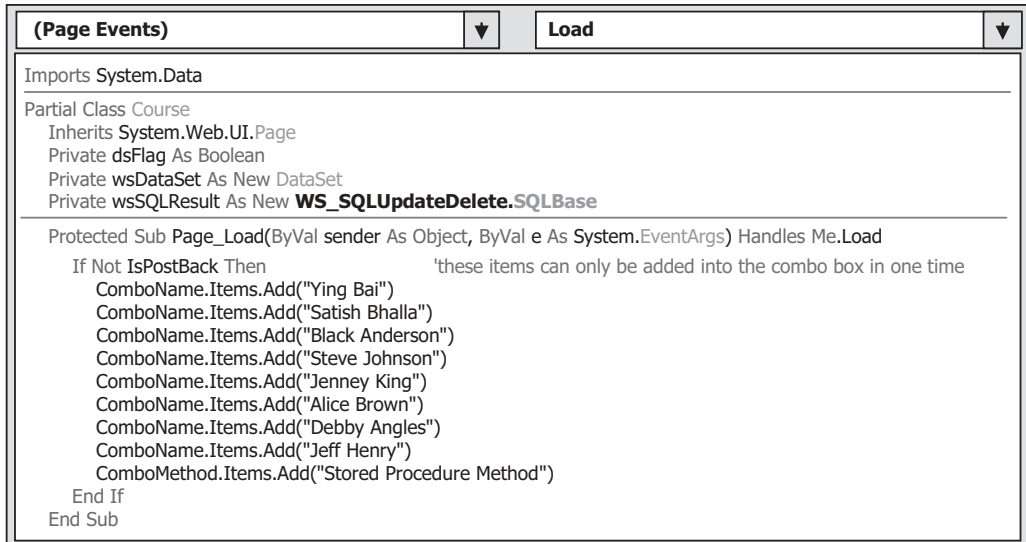 (Page Events) Load
Imports System.Data
Partial Class Course
Inherits System.Web.UI.Page
Private dsFlag As Boolean
Private wsDataSet As New DataSet
Private wsSQLResult As New WS_SQLUpdateDelete.SQLBase
Protected Sub Page_Load(ByVal sender As Object, ByVal e As System.EventArgs) Handles Me.Load
If Not IsPostBack Then 'these items can only be added into the combo box in one time
ComboName.Items.Add("Ying Bai")
ComboName.Items.Add("Satish Bhalla")
ComboName.Items.Add("Black Anderson")
ComboName.Items.Add("Steve Johnson")
ComboName.Items.Add("Jenney King")
ComboName.Items.Add("Alice Brown")
ComboName.Items.Add("Debby Angles")
ComboName.Items.Add("Jeff Henry")
ComboMethod.Items.Add("Stored Procedure Method")
End If
End Sub